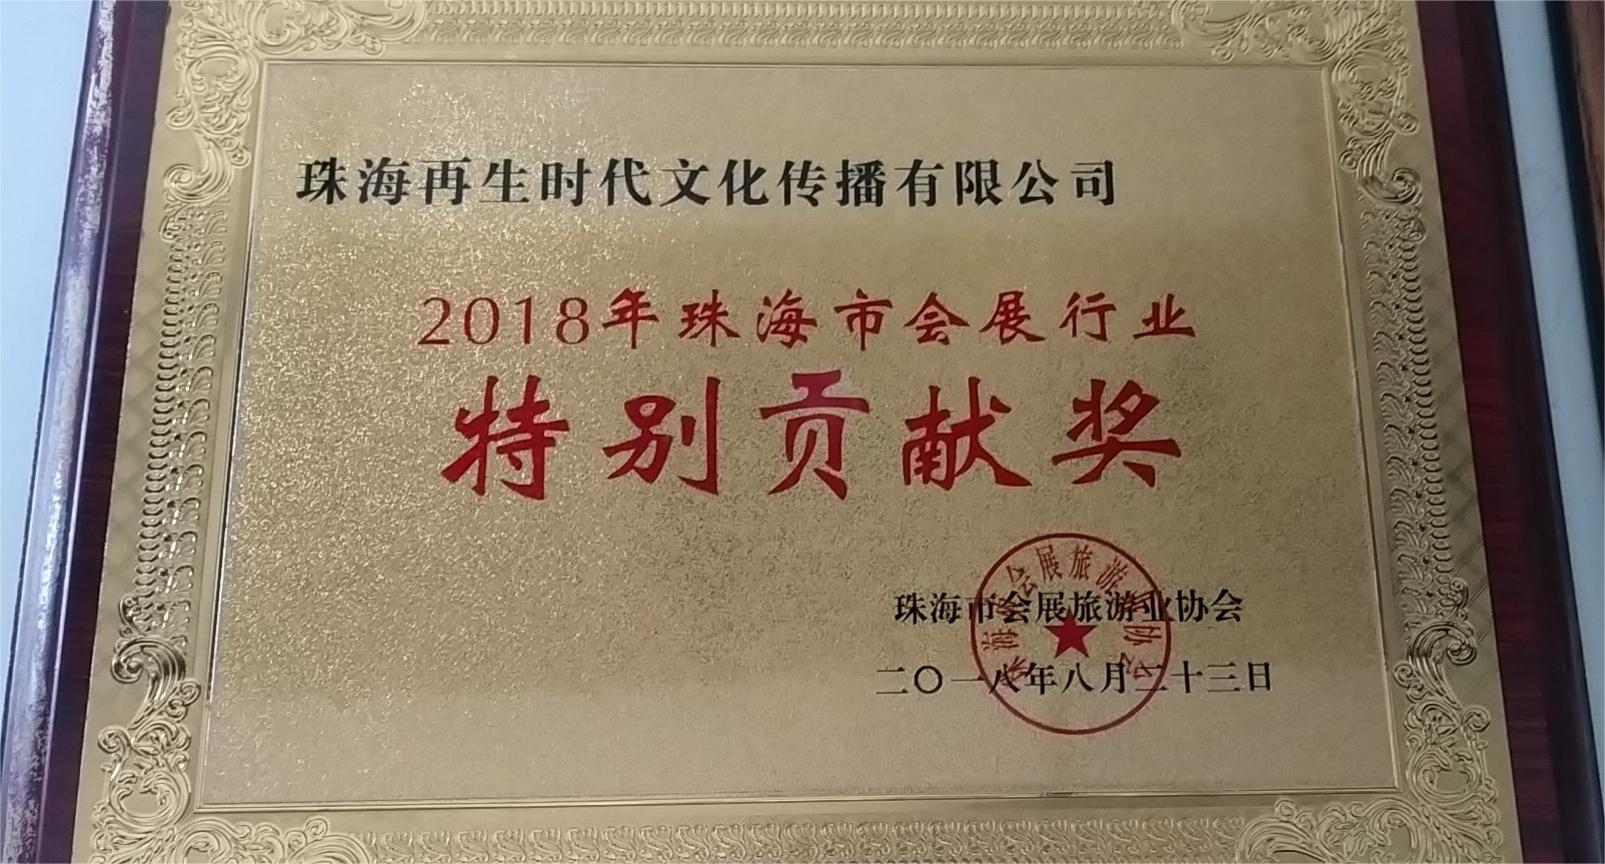 珠海再生时代文化传播有限公司
2018年珠海市会展行业
特别贡献奖
珠海市会展旅游业协会
二〇一八年八月二十三日